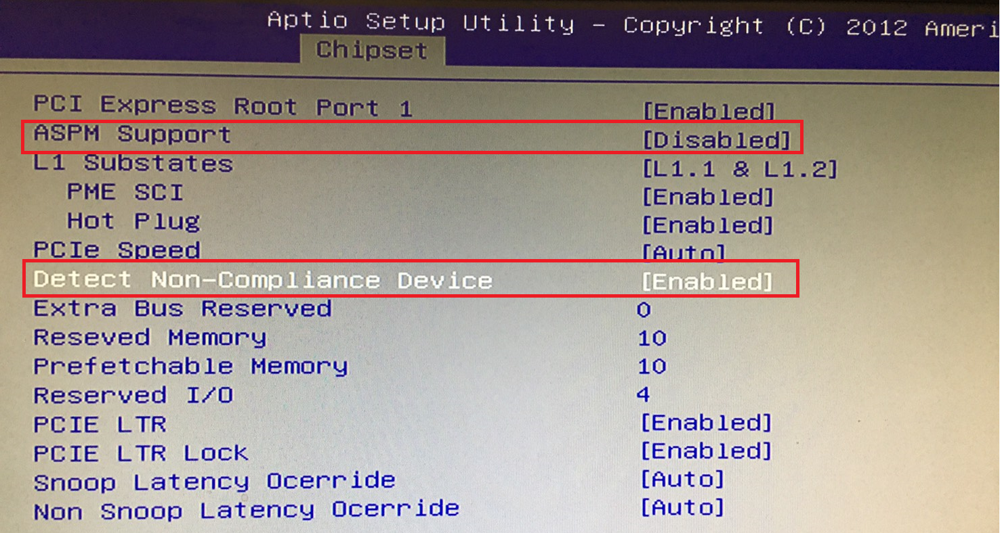 Aptio Setup Utility - Copyright (C) 2012 Ameri
Chipset
PCI Express Root Port 1 [Enabled]
ASPM Support [Disabled]
L1 Substates [L1.1 & L1.2]
PME SCI [Enabled]
Hot Plug [Enabled]
PCIe Speed [Auto]
Detect Non-Compliance Device [Enabled]
Extra Bus Reserved 0
Reseved Memory 10
Prefetchable Memory 10
Reserved I/O 4
PCIE LTR [Enabled]
PCIE LTR Lock [Enabled]
Snoop Latency Ocerride [Auto]
Non Snoop Latency Ocerride [Auto]